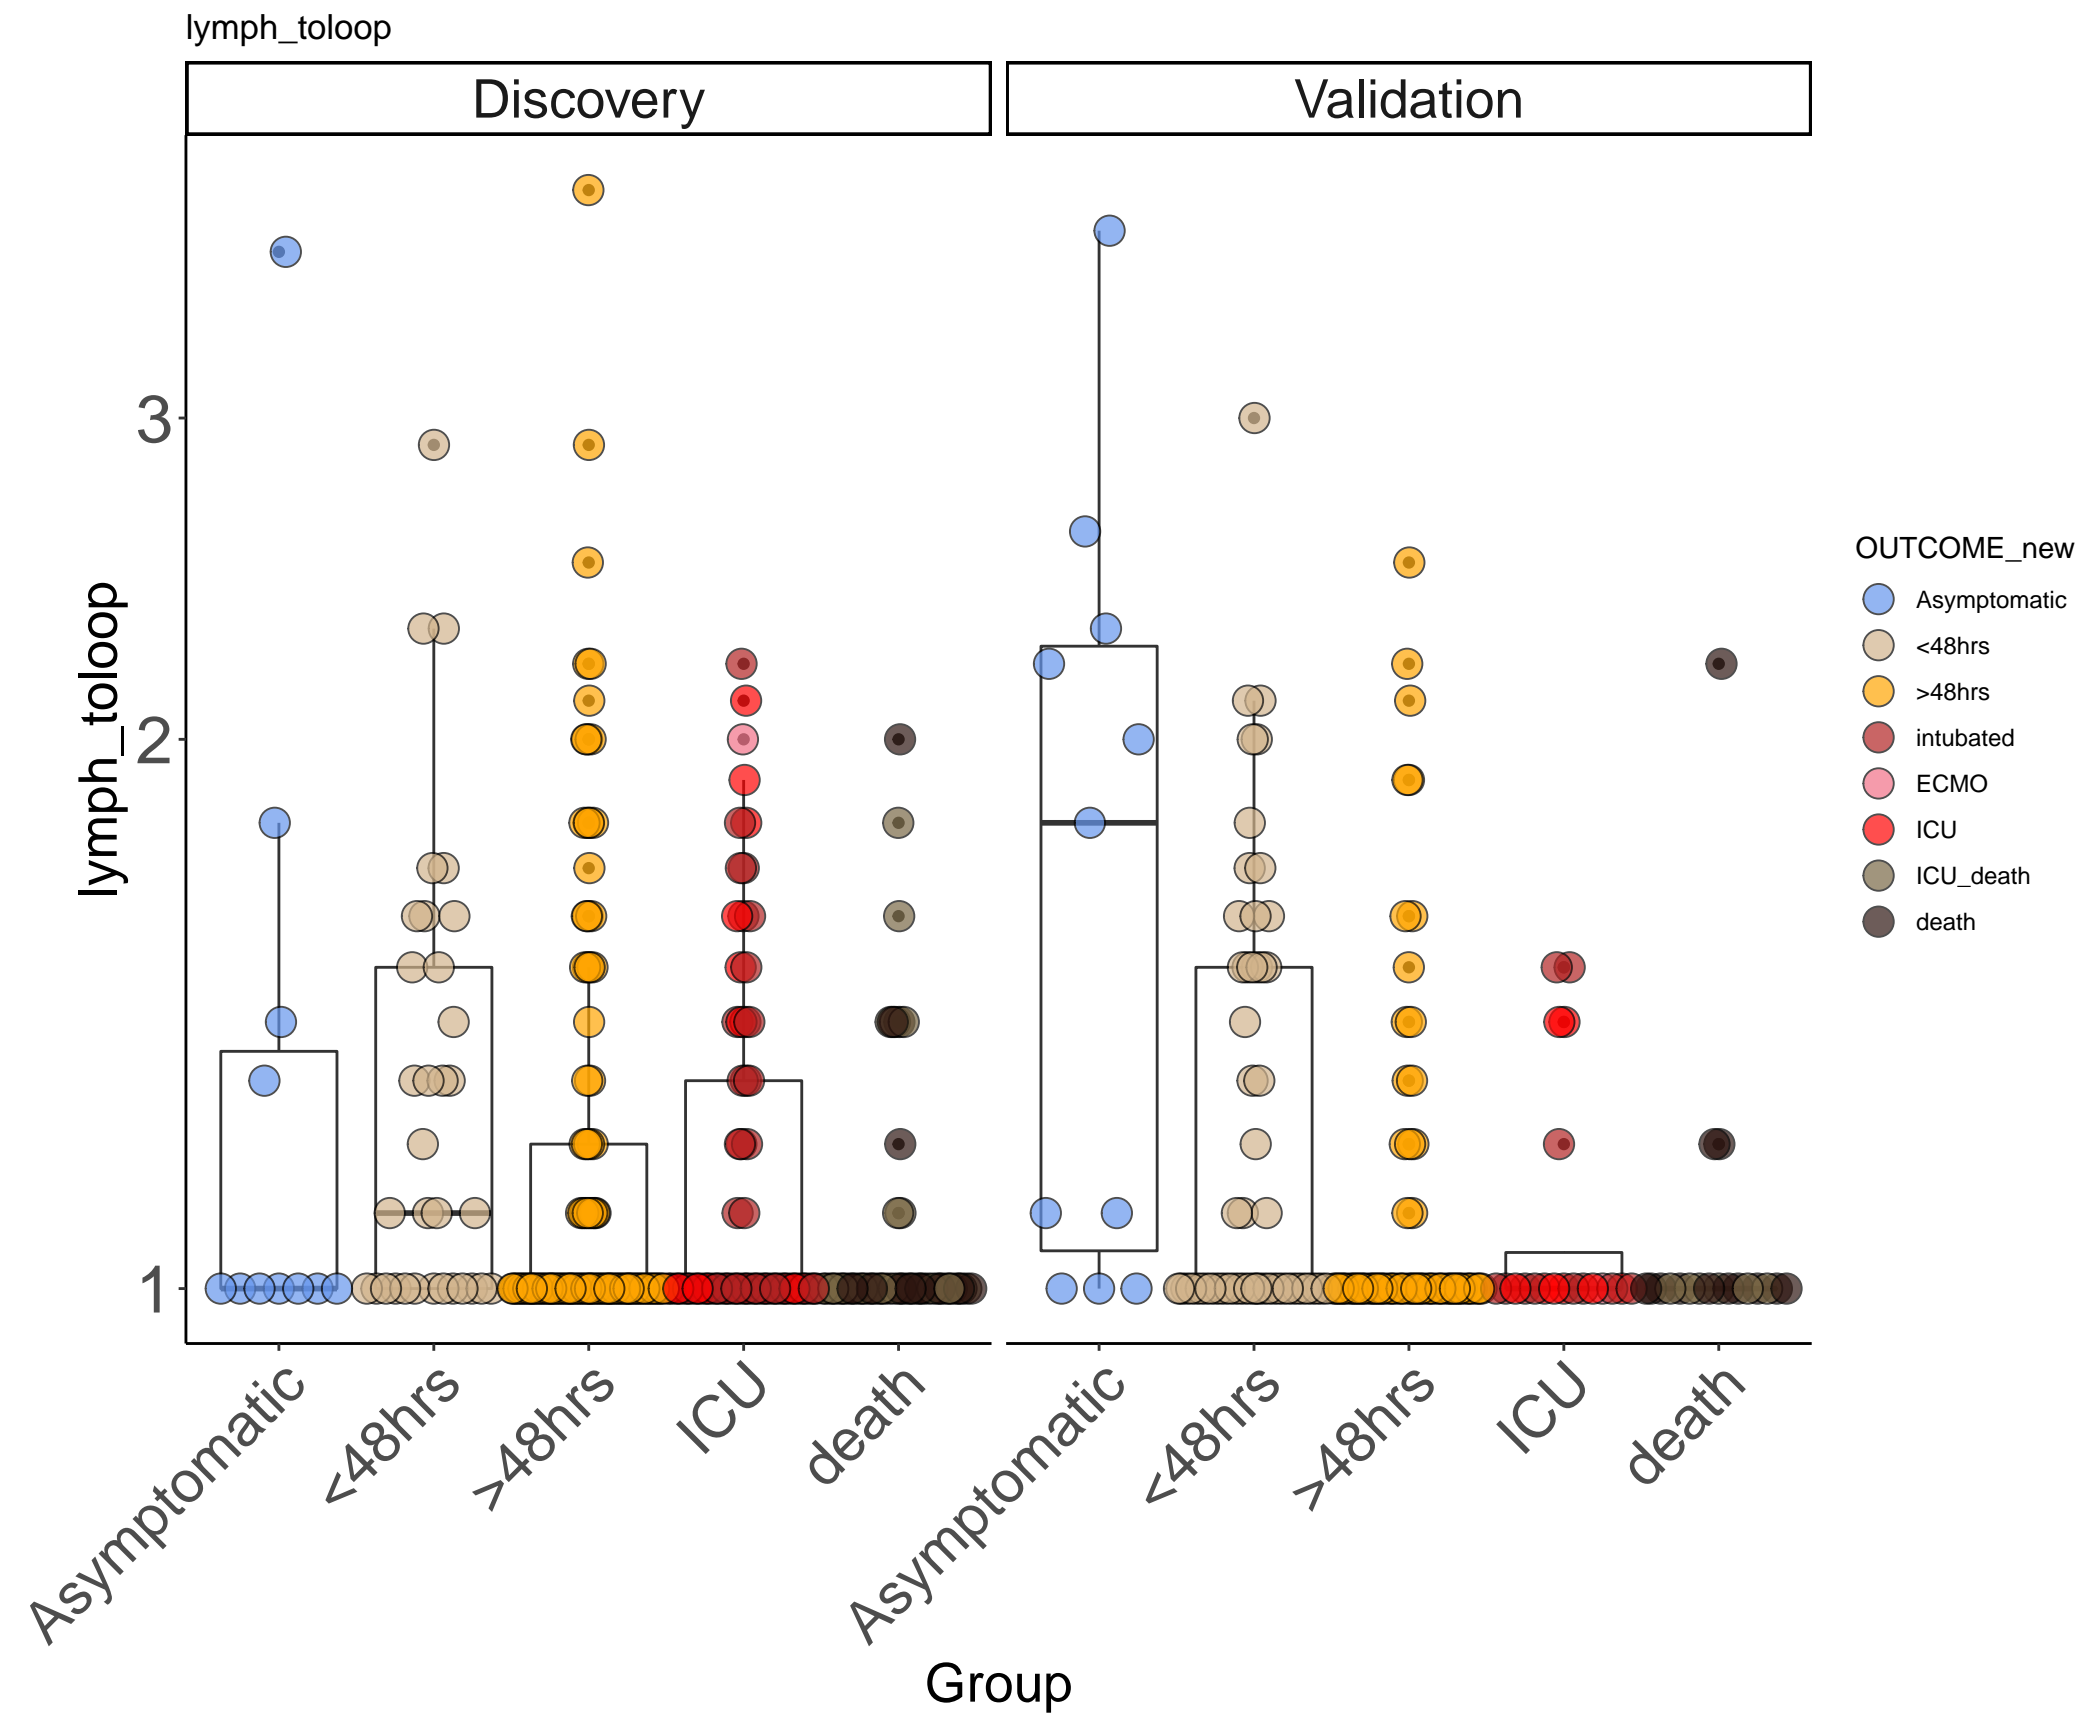 lymph_toloop
Discovery
Validation
lymph_toloop
3
2
1
Asymptomatic
<48hrs
>48hrs
ICU
death
Asymptomatic
<48hrs
>48hrs
ICU
death
Group
OUTCOME_new
Asymptomatic
<48hrs
>48hrs
intubated
ECMO
ICU
ICU_death
death